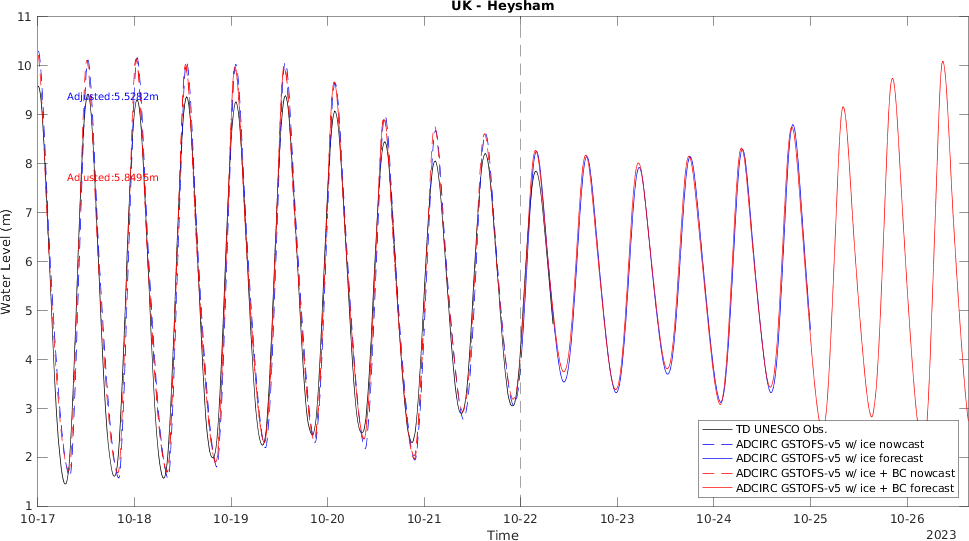 UK - Heysham
11
10
9
8
7
6
5
4
3
2
1
Water Level (m)
Adjusted:5.5282m
Adjusted:5.8495m
TD UNESCO Obs.
ADCIRC GSTOFS-v5 w/ ice nowcast
ADCIRC GSTOFS-v5 w/ ice forecast
ADCIRC GSTOFS-v5 w/ ice + BC nowcast
ADCIRC GSTOFS-v5 w/ ice + BC forecast
10-17 10-18 10-19 10-20 10-21 10-22 10-23 10-24 10-25 10-26
Time
2023